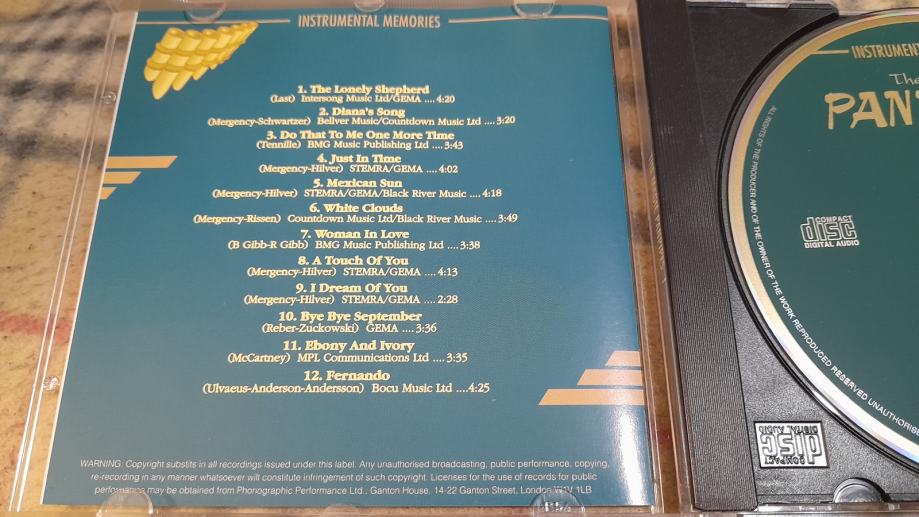 INSTRUMENTAL MEMORIES
1. The Lonely Shepherd
(Last) Intersong Music Ltd/GEMA ....4:20
2. Diana's Song
(Mergency-Schwartzer) Bellver Music/Countdown Music Ltd ....3:20
3. Do That To Me One More Time
(Tennille) BMG Music Publishing Ltd ....3:43
4. Just In Time
(Mergency-Hilver) STEMRA/GEMA ....4:02
5. Mexican Sun
(Mergency-Hilver) STEMRA/GEMA/Black River Music ....4:18
6. White Clouds
(Mergency-Rissen) Countdown Music Ltd/Black River Music ....3:49
7. Woman In Love
(B Gibb-R Gibb) BMG Music Publishing Ltd ....3:38
8. A Touch Of You
(Mergency-Hilver) STEMRA/GEMA ....4:13
9. I Dream Of You
(Mergency-Hilver) STEMRA/GEMA ....2:28
10. Bye Bye September
(Reber-Zuckowski) GEMA ....3:36
11. Ebony And Ivory
(McCartney) MPL Communications Ltd ....3:35
12. Fernando
(Ulvaeus-Anderson-Andersson) Bocu Music Ltd ....4:25
WARNING: Copyright substits in all recordings issued under this label. Any unauthorised broadcasting, public performance, copying,
re-recording in any manner whatsoever will constitute infringement of such copyright. Licenses for the use of records for public
performance may be obtained from Phonographic Performance Ltd., Ganton House, 14-22 Ganton Street, London W1V 1LB
INSTRUMENT
The
PAN
COMPACT
disc
DIGITAL AUDIO
ALL RIGHTS OF THE PRODUCER AND OF THE OWNER OF THE WORK REPRODUCED RESERVED UNAUTHORISE
COMPACT
disc
DIGITAL AUDIO